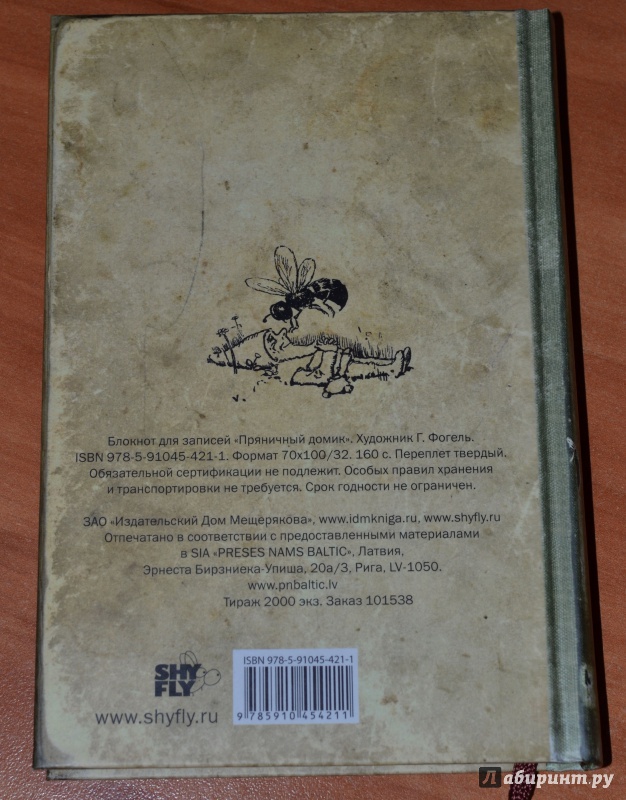 Блокнот для записей «Пряничный домик». Художник Г. Фогель.
ISBN 978-5-91045-421-1. Формат 70x100/32. 160 с. Переплет твердый.
Обязательной сертификации не подлежит. Особых правил хранения
и транспортировки не требуется. Срок годности не ограничен.
ЗАО «Издательский Дом Мещерякова», www.idmkniga.ru, www.shyfly.ru
Отпечатано в соответствии с предоставленными материалами
в SIA «PRESES NAMS BALTIC», Латвия,
Эрнеста Бирзниека-Упиша, 20а/3, Рига, LV-1050.
www.pnbaltic.lv
Тираж 2000 экз. Заказ 101538
SHY
FLY
www.shyfly.ru
ISBN 978-5-91045-421-1
9 785910 454211
Лабиринт.ру